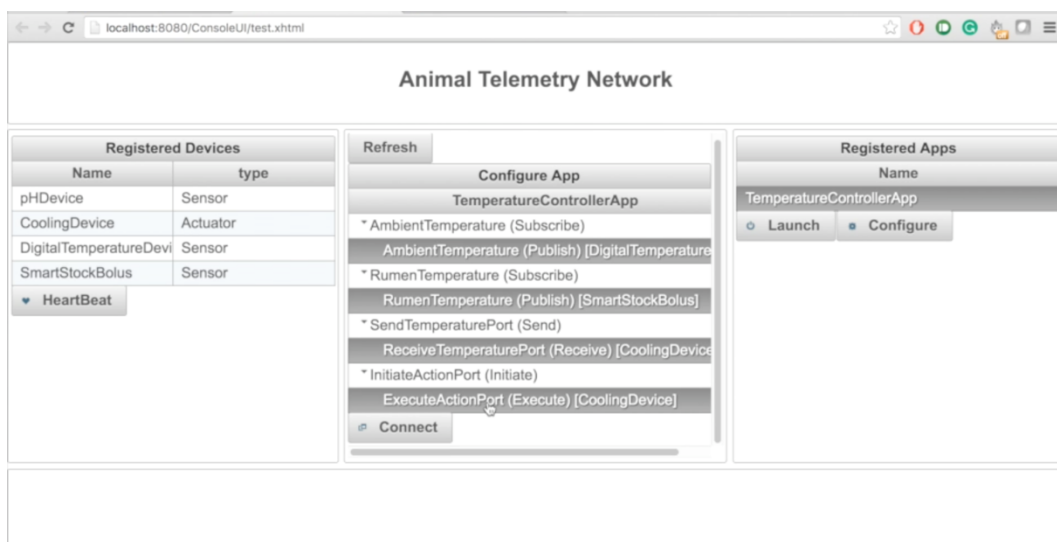 localhost:8080/ConsoleUI/test.xhtml
Animal Telemetry Network
Registered Devices
Name type
pHDevice Sensor
CoolingDevice Actuator
DigitalTemperatureDevi Sensor
SmartStockBolus Sensor
HeartBeat
Refresh
Configure App
TemperatureControllerApp
AmbientTemperature (Subscribe)
AmbientTemperature (Publish) [DigitalTemperature
RumenTemperature (Subscribe)
RumenTemperature (Publish) [SmartStockBolus]
SendTemperaturePort (Send)
ReceiveTemperaturePort (Receive) [CoolingDevice
InitiateActionPort (Initiate)
ExecuteActionPort (Execute) [CoolingDevice]
Connect
Registered Apps
Name
TemperatureControllerApp
Launch Configure